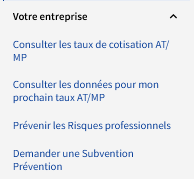 Votre entreprise
Consulter les taux de cotisation AT/
MP
Consulter les données pour mon
prochain taux AT/MP
Prévenir les Risques professionnels
Demander une Subvention
Prévention